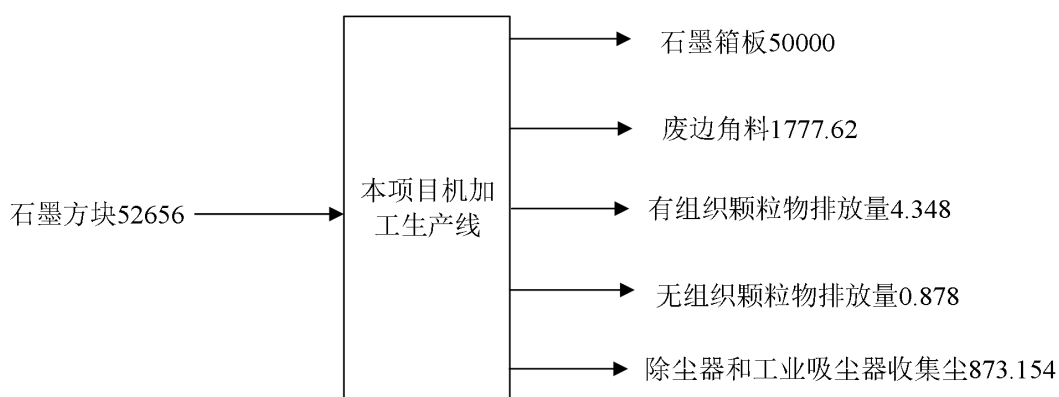 石墨箱板50000
废边角料1777.62
石墨方块52656
本项目机加
工生产线
有组织颗粒物排放量4.348
无组织颗粒物排放量0.878
除尘器和工业吸尘器收集尘873.154